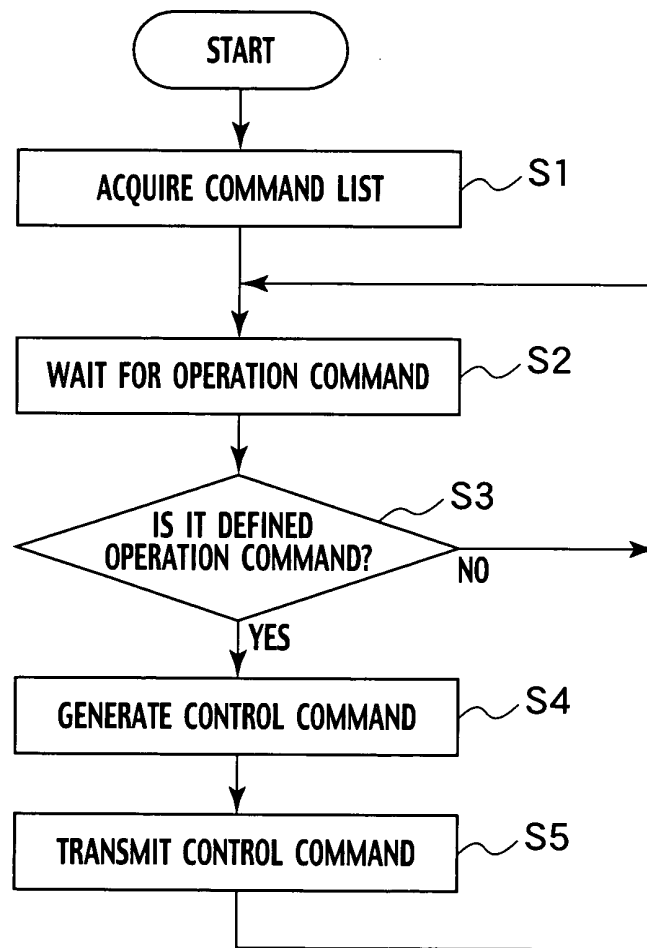 START
ACQUIRE COMMAND LIST
S1
WAIT FOR OPERATION COMMAND
S2
IS IT DEFINED
OPERATION COMMAND?
S3
NO
YES
GENERATE CONTROL COMMAND
S4
TRANSMIT CONTROL COMMAND
S5